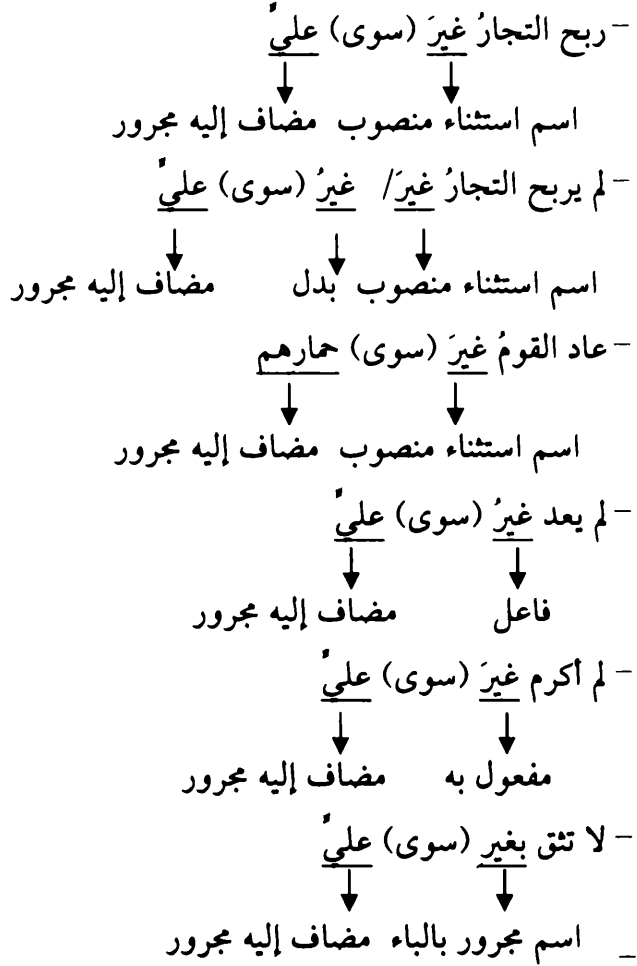 – ربح التجارُ غيرَ (سوى) عليٍّ
اسم استثناء منصوب مضاف إليه مجرور
– لم يربح التجارُ غيرَ/ غيرُ (سوى) عليٍّ
اسم استثناء منصوب بدل مضاف إليه مجرور
– عاد القومُ غيرَ (سوى) حمارهم
اسم استثناء منصوب مضاف إليه مجرور
– لم يعد غيرُ (سوى) عليٍّ
فاعل مضاف إليه مجرور
– لم أكرم غيرَ (سوى) عليٍّ
مفعول به مضاف إليه مجرور
– لا تثق بغير (سوى) عليٍّ
اسم مجرور بالباء مضاف إليه مجرور
–